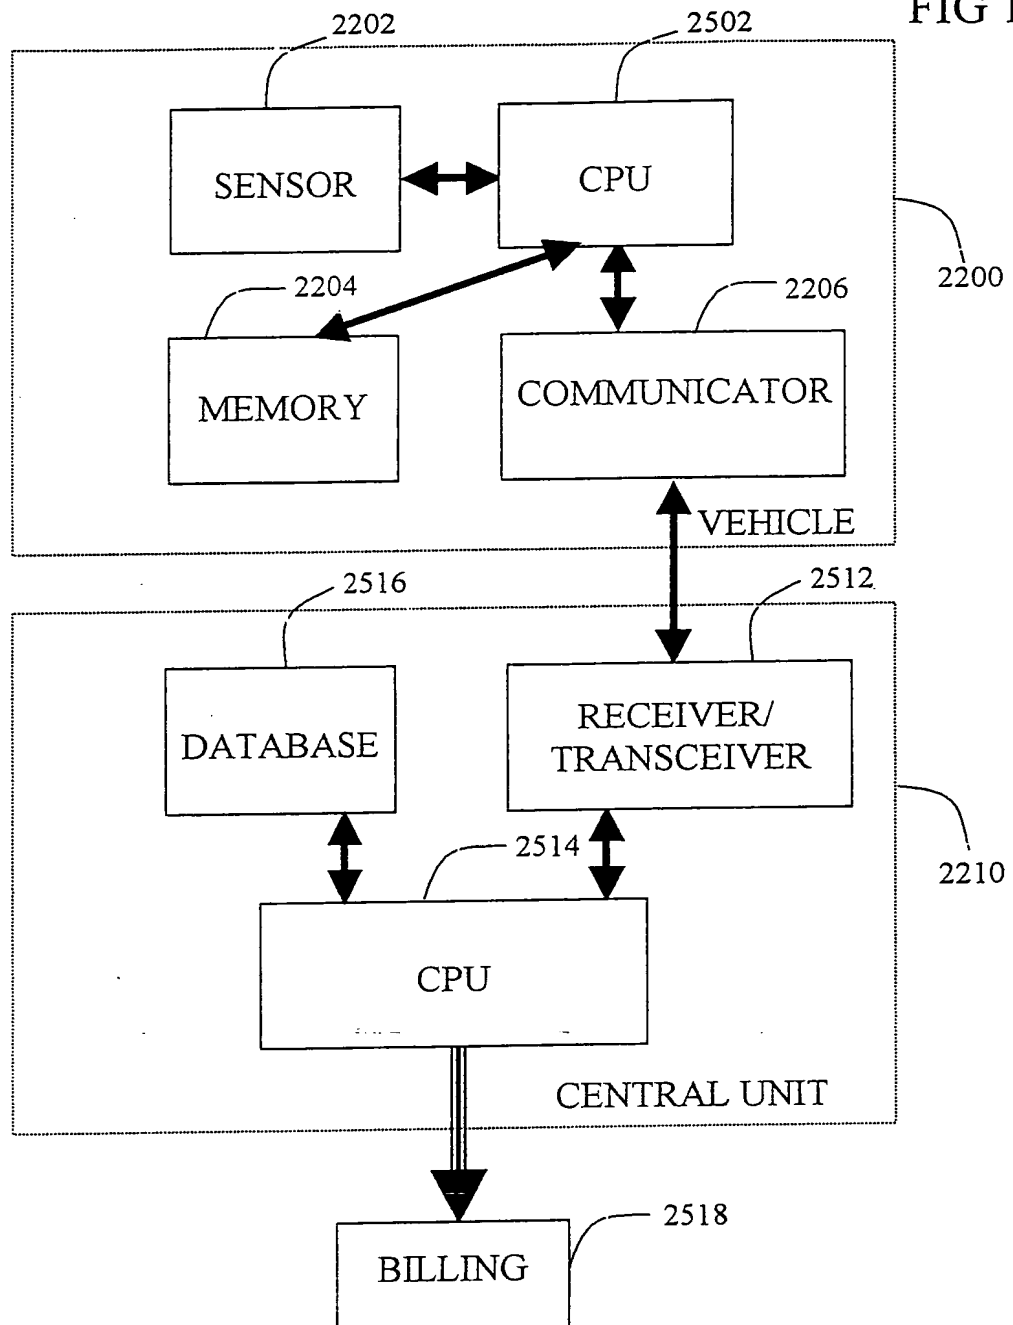 FIG 1
2202
2502
SENSOR
CPU
2200
2204
2206
MEMORY
COMMUNICATOR
VEHICLE
2516
2512
DATABASE
RECEIVER/
TRANSCEIVER
2514
2210
CPU
CENTRAL UNIT
2518
BILLING